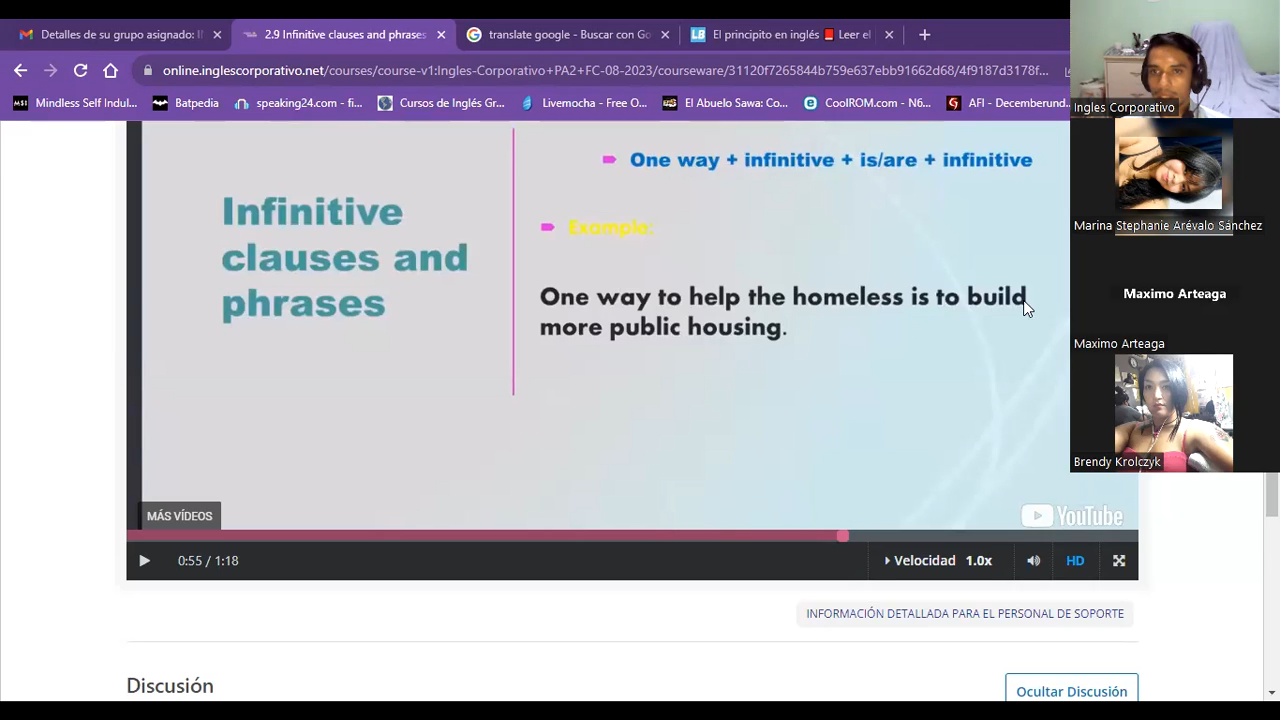 Detalles de su grupo asignado: I
2.9 Infinitive clauses and phrases
translate google - Buscar con Go
LB El principito en inglés Leer el
online.inglescorporativo.net/courses/course-v1:Ingles-Corporativo+PA2+FC-08-2023/courseware/31120f7265844b759e637ebb91662d68/4f9187d3178f...
Mindless Self Indul...
Batpedia
speaking24.com - fi...
Cursos de Inglés Gr...
Livemocha - Free O...
El Abuelo Sawa: Co...
CoolROM.com - N6...
AFI - Decemberund...
Ingles Corporativo
Marina Stephanie Arévalo Sánchez
Maximo Arteaga
Maximo Arteaga
Brendy Krolczyk
Infinitive
clauses and
phrases
One way + infinitive + is/are + infinitive
Example:
One way to help the homeless is to build
more public housing.
MÁS VÍDEOS
YouTube
0:55 / 1:18
Velocidad 1.0x
HD
INFORMACIÓN DETALLADA PARA EL PERSONAL DE SOPORTE
Discusión
Ocultar Discusión